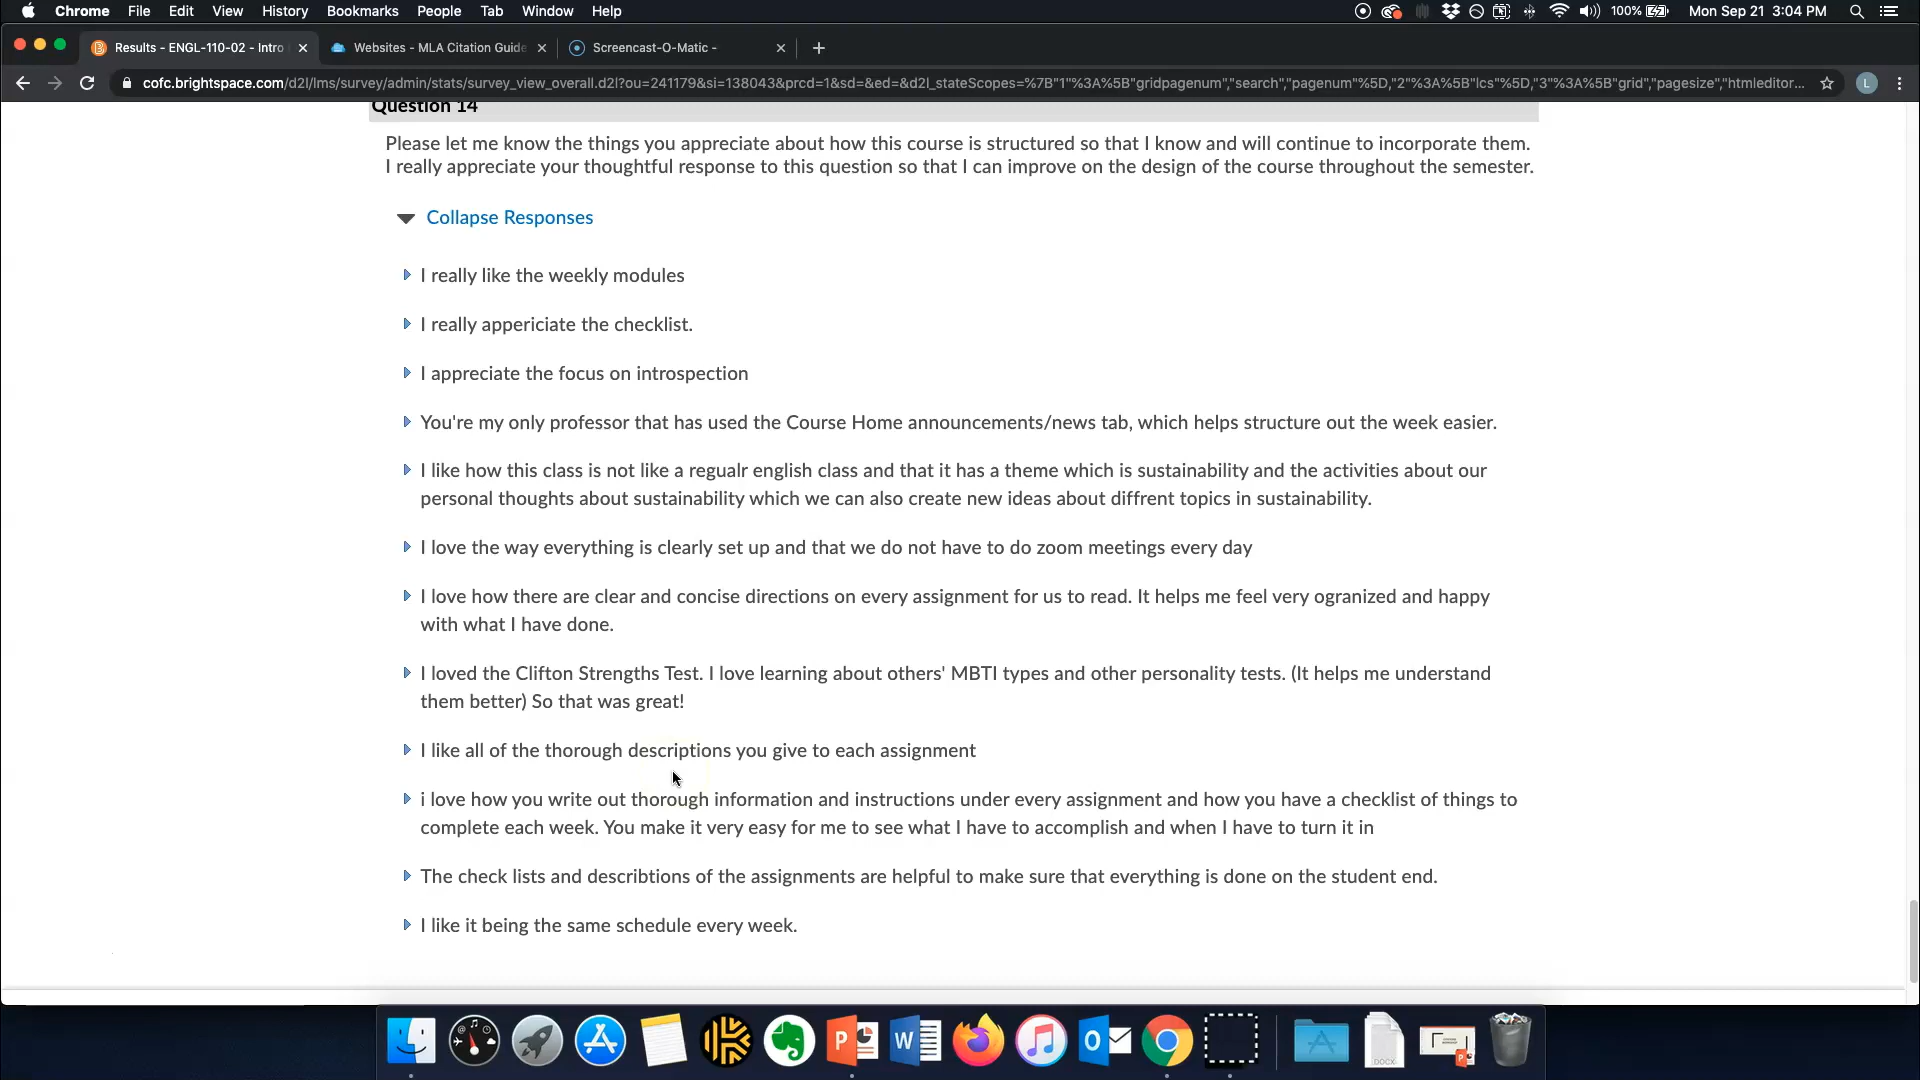 Chrome File Edit View History Bookmarks People Tab Window Help 100% Mon Sep 21 3:04 PM
Results - ENGL-110-02 - Intro Websites - MLA Citation Guide Screencast-O-Matic -
cofc.brightspace.com/d2l/lms/survey/admin/stats/survey_view_overall.d2l?ou=241179&si=138043&prcd=1&sd=&ed=&d2l_stateScopes=%7B"1"%3A%5B"gridpagenum","search","pagenum"%5D,"2"%3A%5B"lcs"%5D,"3"%3A%5B"grid","pagesize","htmleditor... L
Question 14
Please let me know the things you appreciate about how this course is structured so that I know and will continue to incorporate them.
I really appreciate your thoughtful response to this question so that I can improve on the design of the course throughout the semester.
Collapse Responses
I really like the weekly modules
I really appericiate the checklist.
I appreciate the focus on introspection
You're my only professor that has used the Course Home announcements/news tab, which helps structure out the week easier.
I like how this class is not like a regualr english class and that it has a theme which is sustainability and the activities about our
personal thoughts about sustainability which we can also create new ideas about diffrent topics in sustainability.
I love the way everything is clearly set up and that we do not have to do zoom meetings every day
I love how there are clear and concise directions on every assignment for us to read. It helps me feel very ogranized and happy
with what I have done.
I loved the Clifton Strengths Test. I love learning about others' MBTI types and other personality tests. (It helps me understand
them better) So that was great!
I like all of the thorough descriptions you give to each assignment
i love how you write out thorough information and instructions under every assignment and how you have a checklist of things to
complete each week. You make it very easy for me to see what I have to accomplish and when I have to turn it in
The check lists and describtions of the assignments are helpful to make sure that everything is done on the student end.
I like it being the same schedule every week.
DOCX